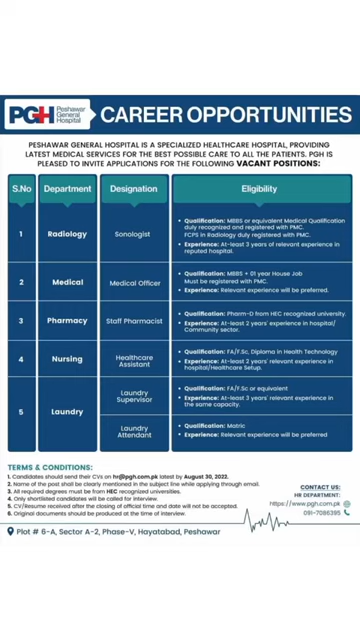 PGH Peshawar General Hospital
CAREER OPPORTUNITIES
PESHAWAR GENERAL HOSPITAL IS A SPECIALIZED HEALTHCARE HOSPITAL, PROVIDING
LATEST MEDICAL SERVICES FOR THE BEST POSSIBLE CARE TO ALL THE PATIENTS. PGH IS
PLEASED TO INVITE APPLICATIONS FOR THE FOLLOWING VACANT POSITIONS:
S.No Department Designation Eligibility
1 Radiology Sonologist
• Qualification: MBBS or equivalent Medical Qualification
duly recognized and registered with PMC.
FCPS in Radiology duly registered with PMC.
• Experience: At-least 3 years of relevant experience in
reputed hospital.
2 Medical Medical Officer
• Qualification: MBBS + 01 year House Job
Must be registered with PMC.
• Experience: Relevant experience will be preferred.
3 Pharmacy Staff Pharmacist
• Qualification: Pharm-D from HEC recognized university.
• Experience: At-least 2 years' experience in hospital/
Community sector.
4 Nursing Healthcare Assistant
• Qualification: FA/F.Sc, Diploma in Health Technology
• Experience: At-least 2 years' relevant experience in
hospital/Healthcare Setup.
5 Laundry
Laundry Supervisor
• Qualification: FA/F.Sc or equivalent
• Experience: At-least 3 years' relevant experience in
the same capacity.
Laundry Attendant
• Qualification: Matric
• Experience: Relevant experience will be preferred
TERMS & CONDITIONS:
1. Candidates should send their CVs on hr@pgh.com.pk latest by August 30, 2022.
2. Name of the post shall be clearly mentioned in the subject line while applying through email.
3. All required degrees must be from HEC recognized universities.
4. Only shortlisted candidates will be called for interview.
5. CV/Resume received after the closing of official time and date will not be accepted.
6. Original documents should be produced at the time of interview.
CONTACT US:
HR DEPARTMENT:
https://www.pgh.com.pk
091-7086395
Plot # 6-A, Sector A-2, Phase-V, Hayatabad, Peshawar